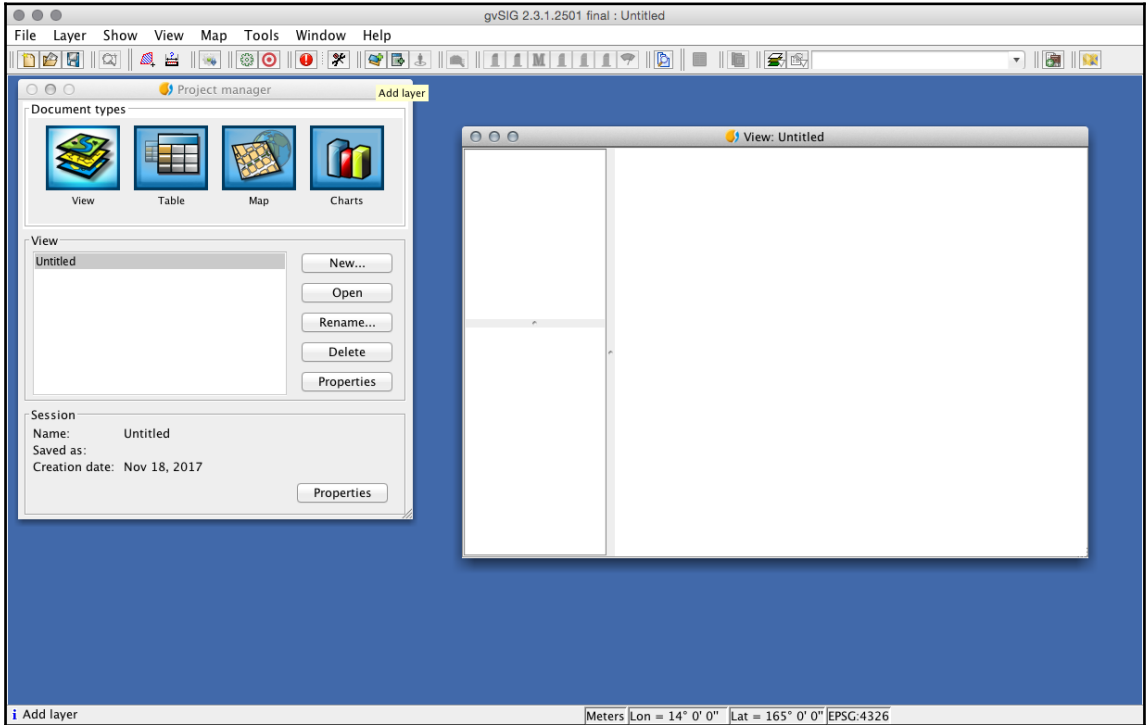 gvSIG 2.3.1.2501 final : Untitled
File Layer Show View Map Tools Window Help
Project manager
Add layer
Document types
View Table Map Charts
View
Untitled
New...
Open
Rename...
Delete
Properties
Session
Name: Untitled
Saved as:
Creation date: Nov 18, 2017
Properties
View: Untitled
i Add layer
Meters Lon = 14° 0' 0" Lat = 165° 0' 0" EPSG:4326